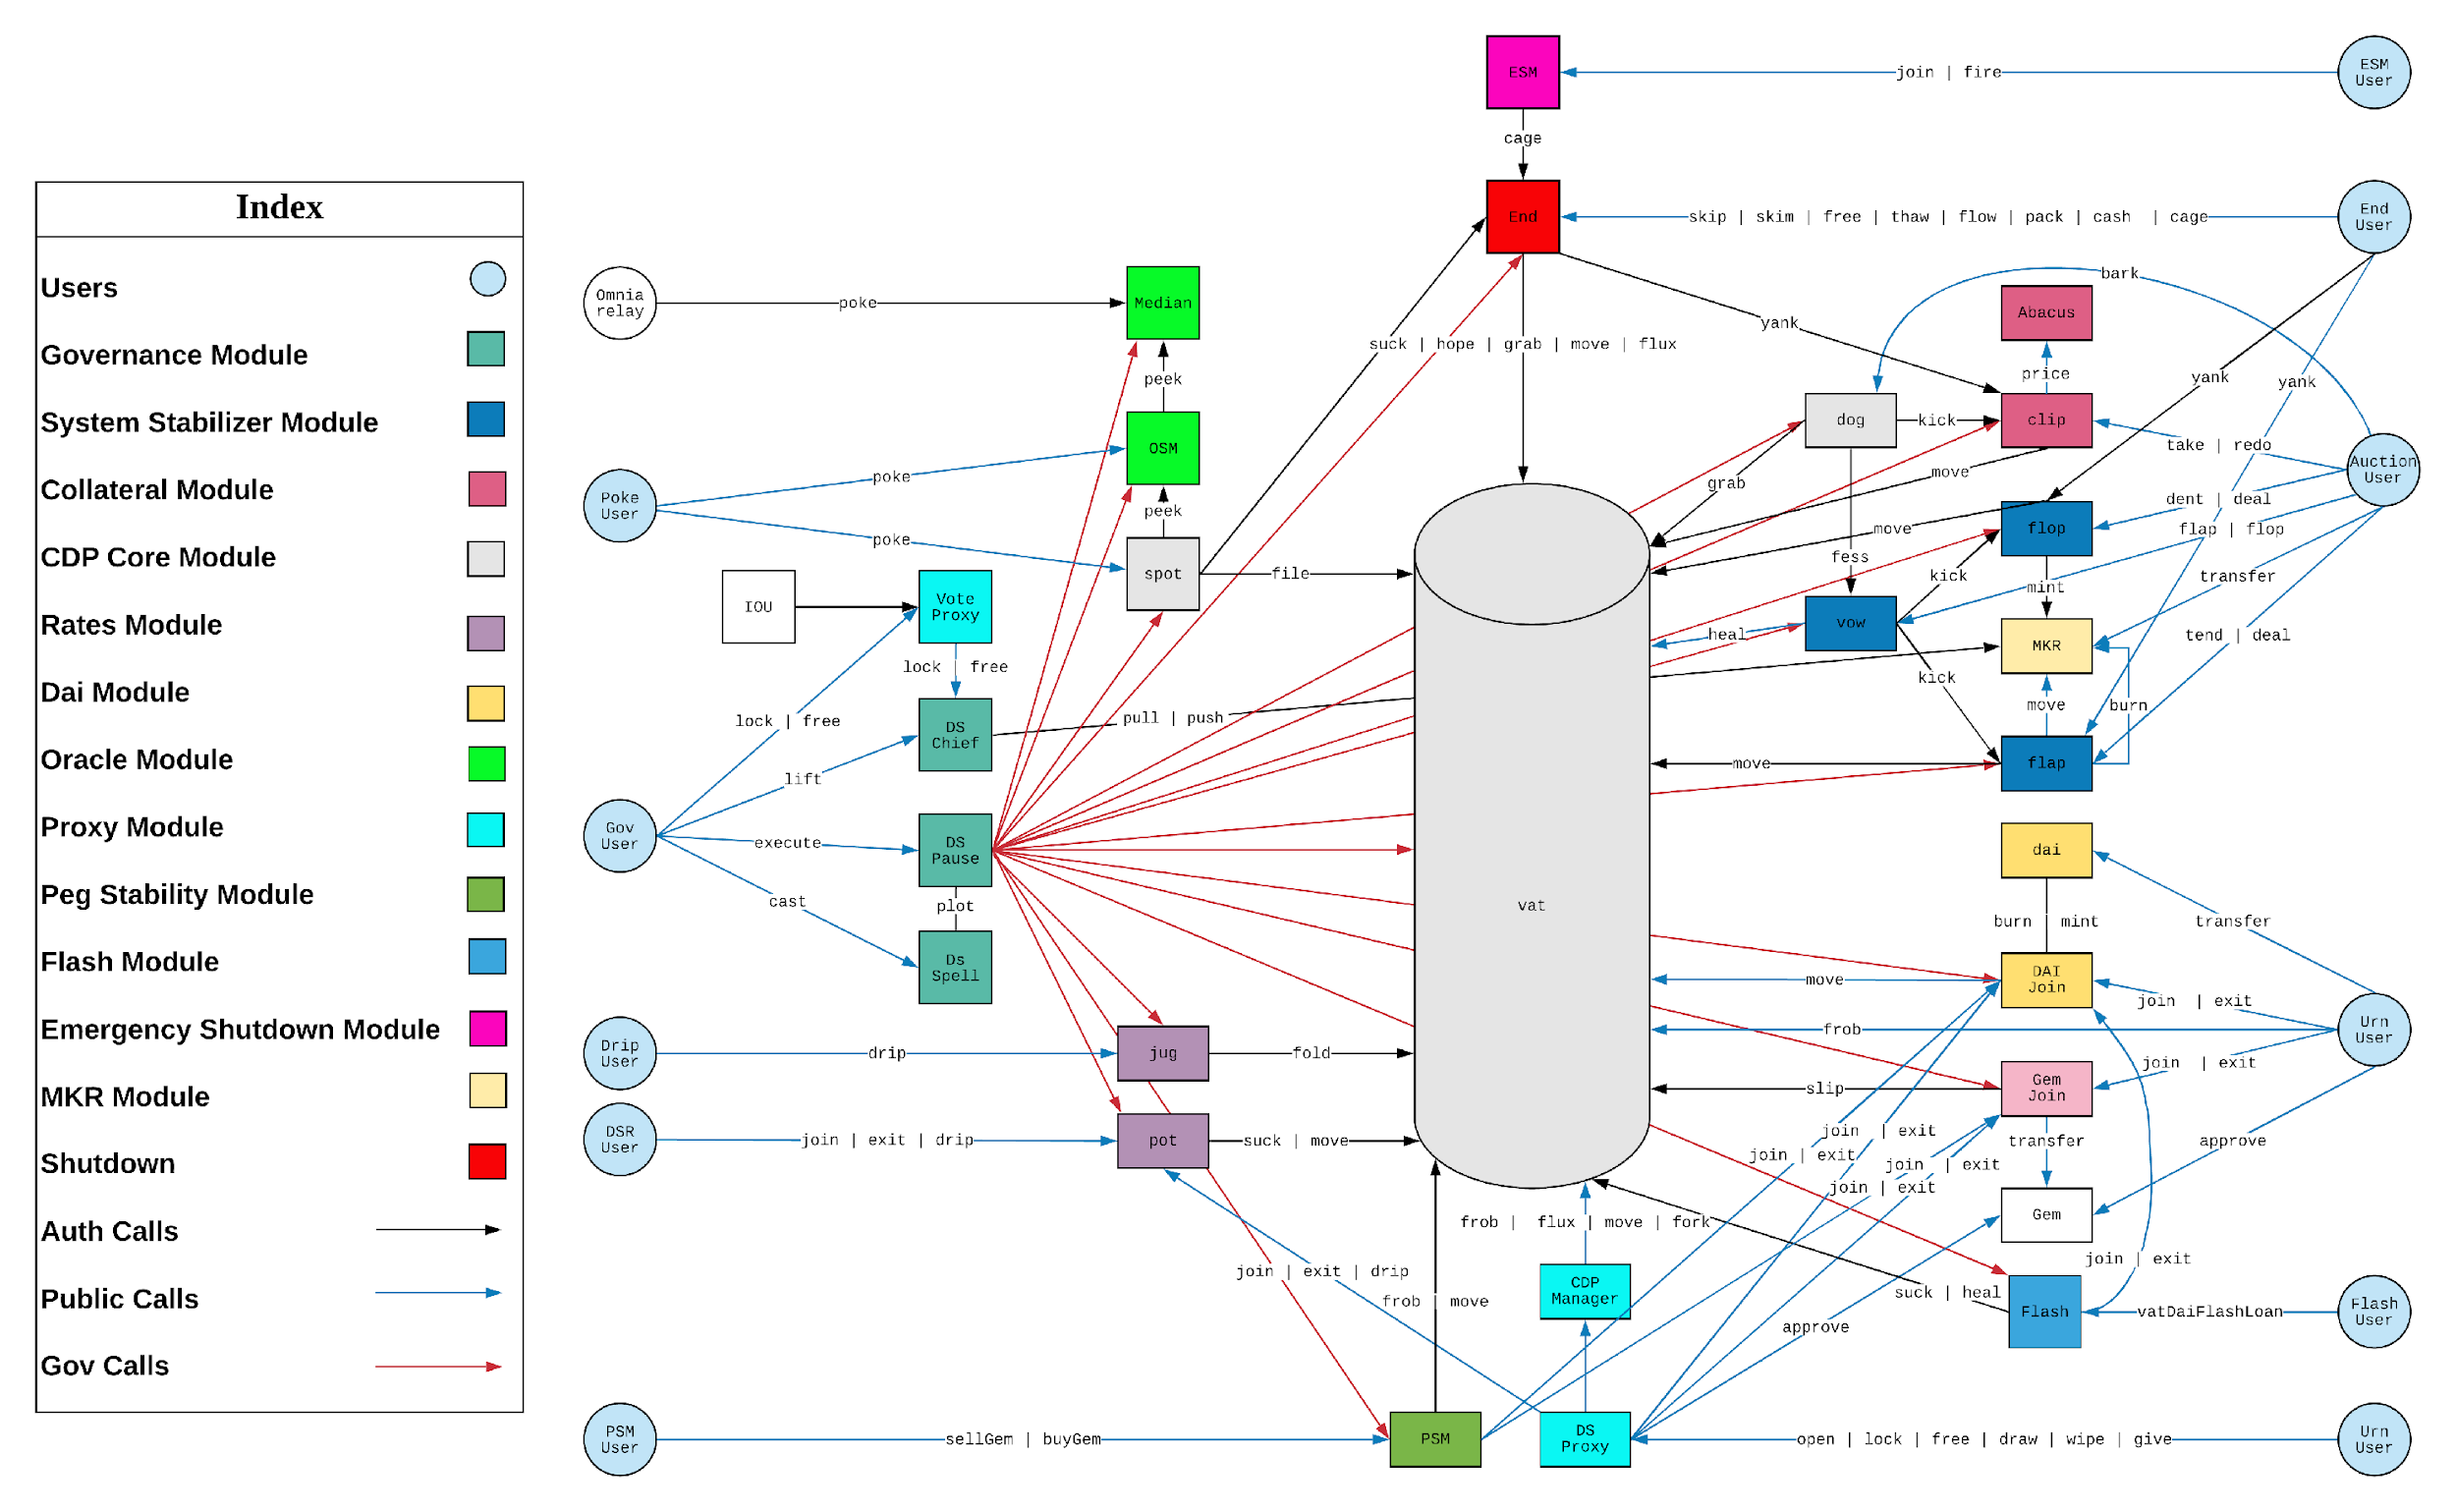 Index
Users
Governance Module
System Stabilizer Module
Collateral Module
CDP Core Module
Rates Module
Dai Module
Oracle Module
Proxy Module
Peg Stability Module
Flash Module
Emergency Shutdown Module
MKR Module
Shutdown
Auth Calls
Public Calls
Gov Calls
ESM
join | fire
ESM
User
cage
End
skip | skim | free | thaw | flow | pack | cash | cage
End
User
Omnia
relay
poke
Median
suck | hope | grab | move | flux
yank
bark
Abacus
price
yank
yank
peek
OSM
Poke
User
poke
poke
peek
spot
file
dog
kick
clip
take | redo
Auction
User
grab
move
dent | deal
flop
flap | flop
move
fess
kick
mint
transfer
IOU
Vote
Proxy
lock | free
vow
heal
MKR
tend | deal
kick
move
burn
lock | free
DS
Chief
pull | push
lift
move
flap
Gov
User
execute
DS
Pause
cast
plot
Ds
Spell
vat
dai
burn | mint
transfer
DAI
Join
move
join | exit
frob
Urn
User
join | exit
Gem
Join
slip
transfer
approve
Gem
Drip
User
drip
jug
fold
DSR
User
join | exit | drip
pot
suck | move
join | exit
join | exit
join | exit
join | exit
frob | flux | move | fork
join | exit
join | exit | drip
frob | move
CDP
Manager
suck | heal
Flash
vatDaiFlashLoan
Flash
User
approve
PSM
User
sellGem | buyGem
PSM
DS
Proxy
open | lock | free | draw | wipe | give
Urn
User